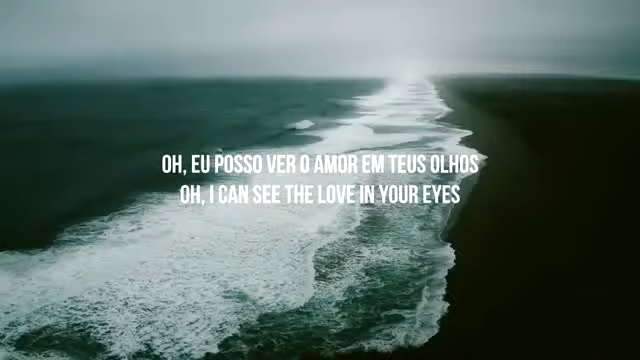 OH, EU POSSO VER O AMOR EM TEUS OLHOS
OH, I CAN SEE THE LOVE IN YOUR EYES